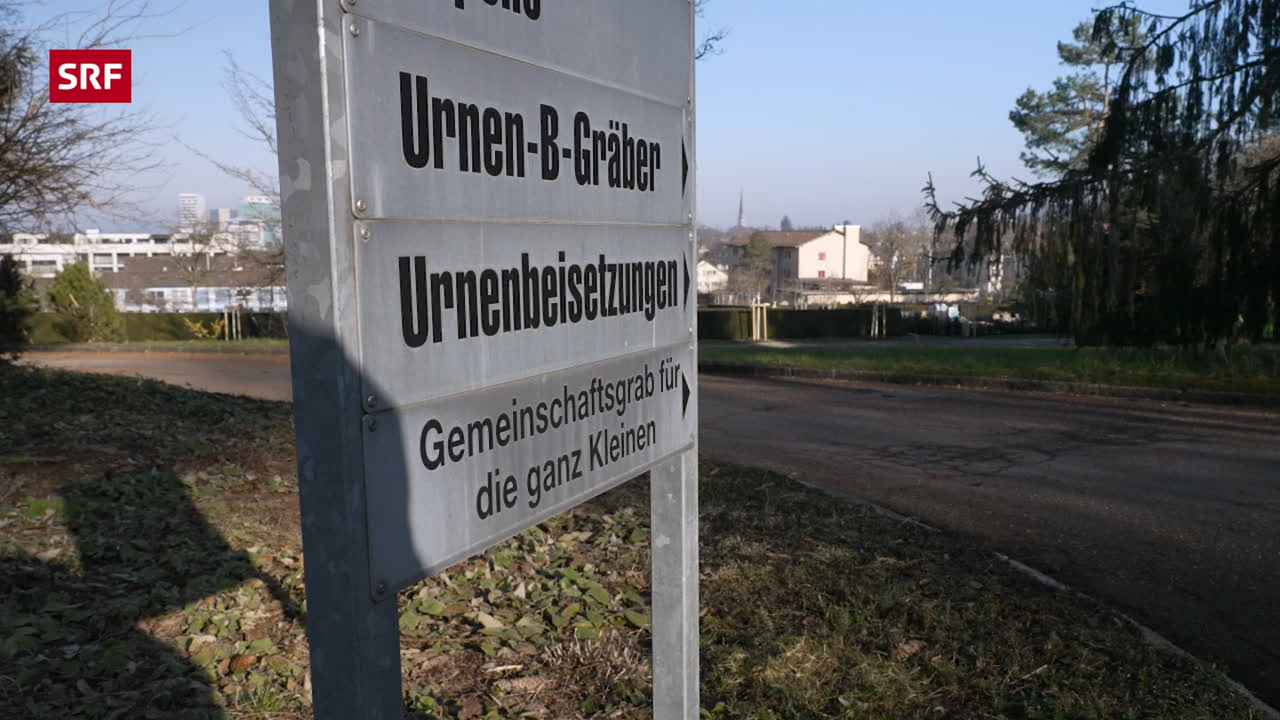 SRF
Urnen-B-Gräber
Urnenbeisetzungen
Gemeinschaftsgrab für
die ganz Kleinen